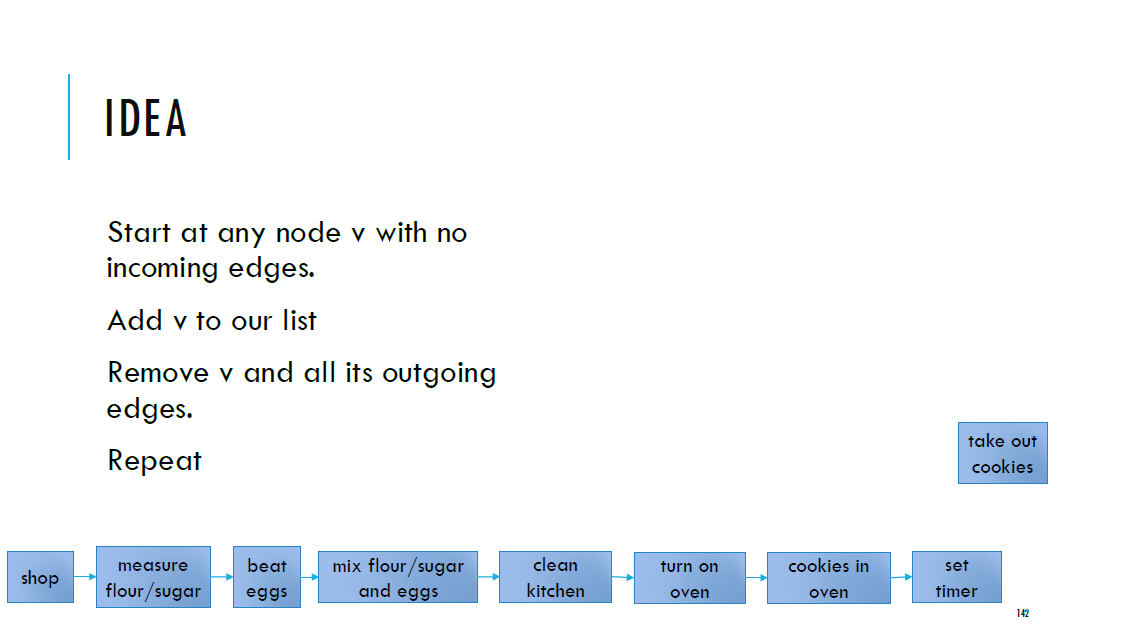 IDEA
Start at any node v with no
incoming edges.
Add v to our list
Remove v and all its outgoing
edges.
Repeat
take out
cookies
shop
measure
flour/sugar
beat
eggs
mix flour/sugar
and eggs
clean
kitchen
turn on
oven
cookies in
oven
set
timer
142